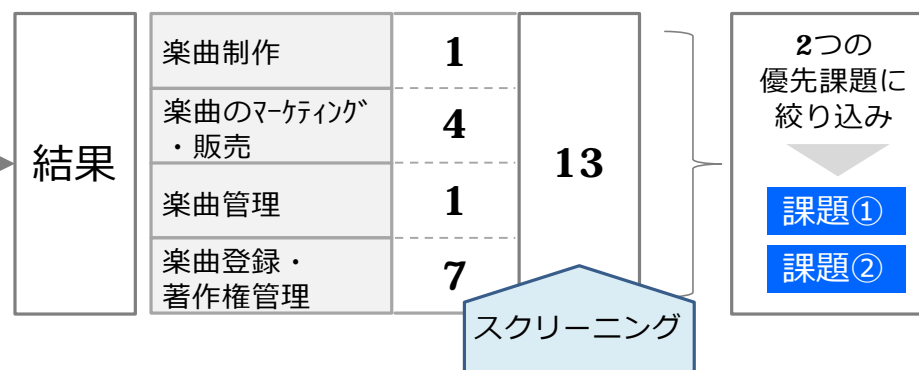 結果
楽曲制作
1
楽曲のﾏｰｹﾃｨﾝｸﾞ
・販売
4
楽曲管理
1
楽曲登録・
著作権管理
7
13
スクリーニング
2つの
優先課題に
絞り込み
課題①
課題②